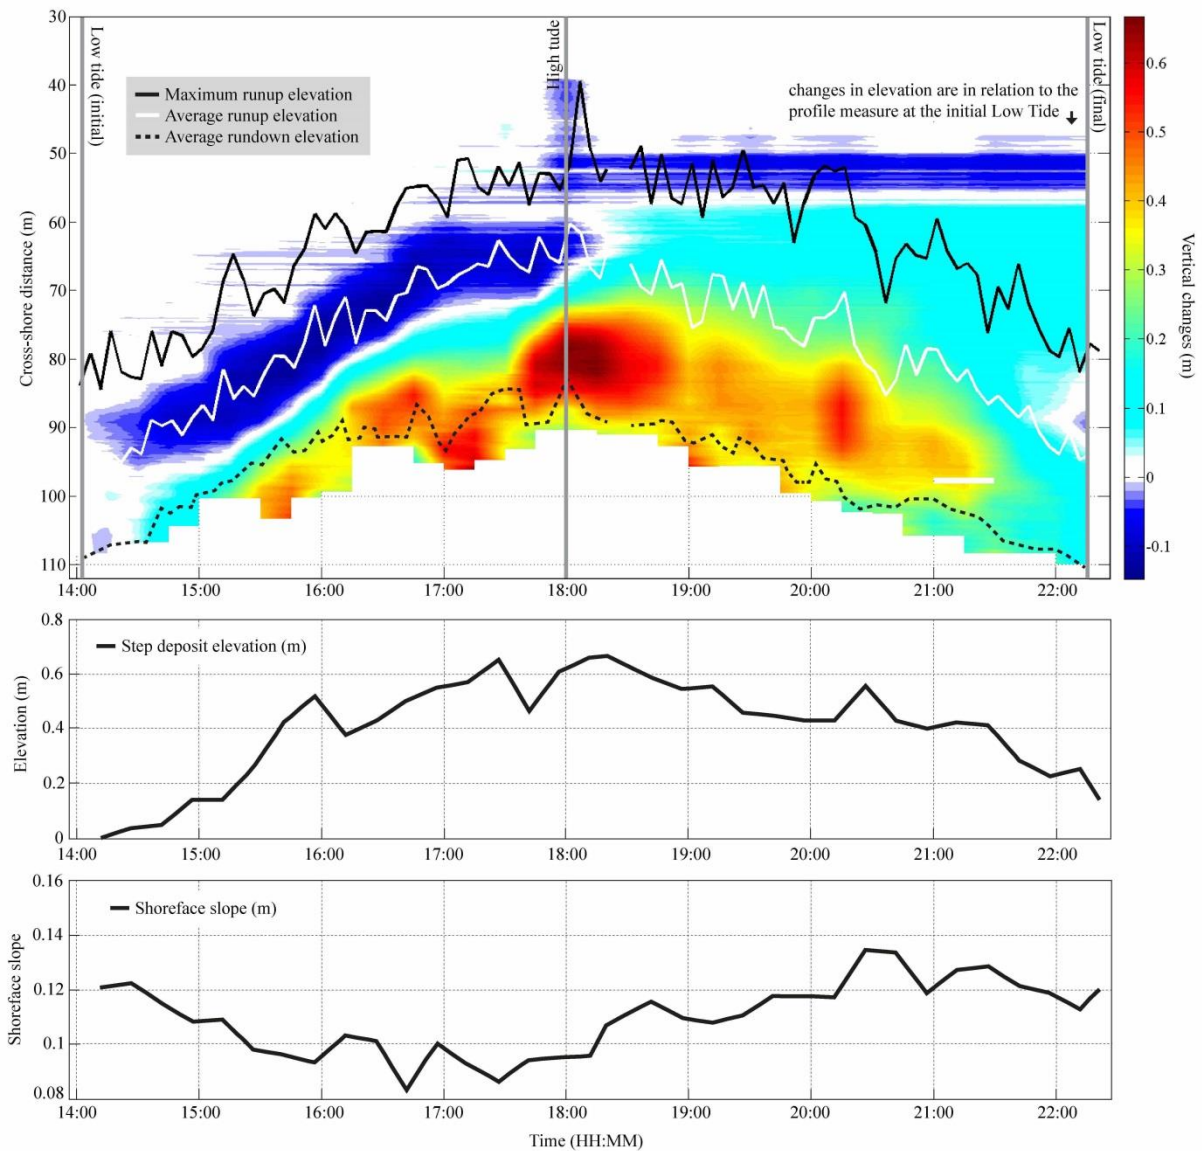 30
40
50
60
70
80
90
100
110
Cross-shore distance (m)
Low tide (initial)
Maximum runup elevation
Average runup elevation
Average rundown elevation
High tude
changes in elevation are in relation to the
profile measure at the initial Low Tide
Low tide (final)
14:00 15:00 16:00 17:00 18:00 19:00 20:00 21:00 22:00
0.6
0.5
0.4
0.3
0.2
0.1
0
-0.1
Vertical changes (m)
0.8
0.6
0.4
0.2
0
Elevation (m)
Step deposit elevation (m)
14:00 15:00 16:00 17:00 18:00 19:00 20:00 21:00 22:00
0.16
0.14
0.12
0.1
0.08
Shoreface slope
Shoreface slope (m)
14:00 15:00 16:00 17:00 18:00 19:00 20:00 21:00 22:00
Time (HH:MM)